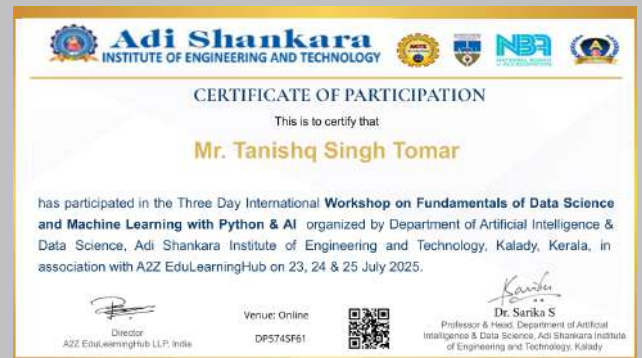 Adi Shankara
INSTITUTE OF ENGINEERING AND TECHNOLOGY
NBA
CERTIFICATE OF PARTICIPATION
This is to certify that
Mr. Tanishq Singh Tomar
has participated in the Three Day International Workshop on Fundamentals of Data Science
and Machine Learning with Python & AI organized by Department of Artificial Intelligence &
Data Science, Adi Shankara Institute of Engineering and Technology, Kalady, Kerala, in
association with A2Z EduLearningHub on 23, 24 & 25 July 2025.
Director
A2Z EduLearningHub LLP, India
Venue: Online
DP574SF61
Dr. Sarika S
Professor & Head, Department of Artificial
Intelligence & Data Science, Adi Shankara Institute
of Engineering and Technology, Kalady